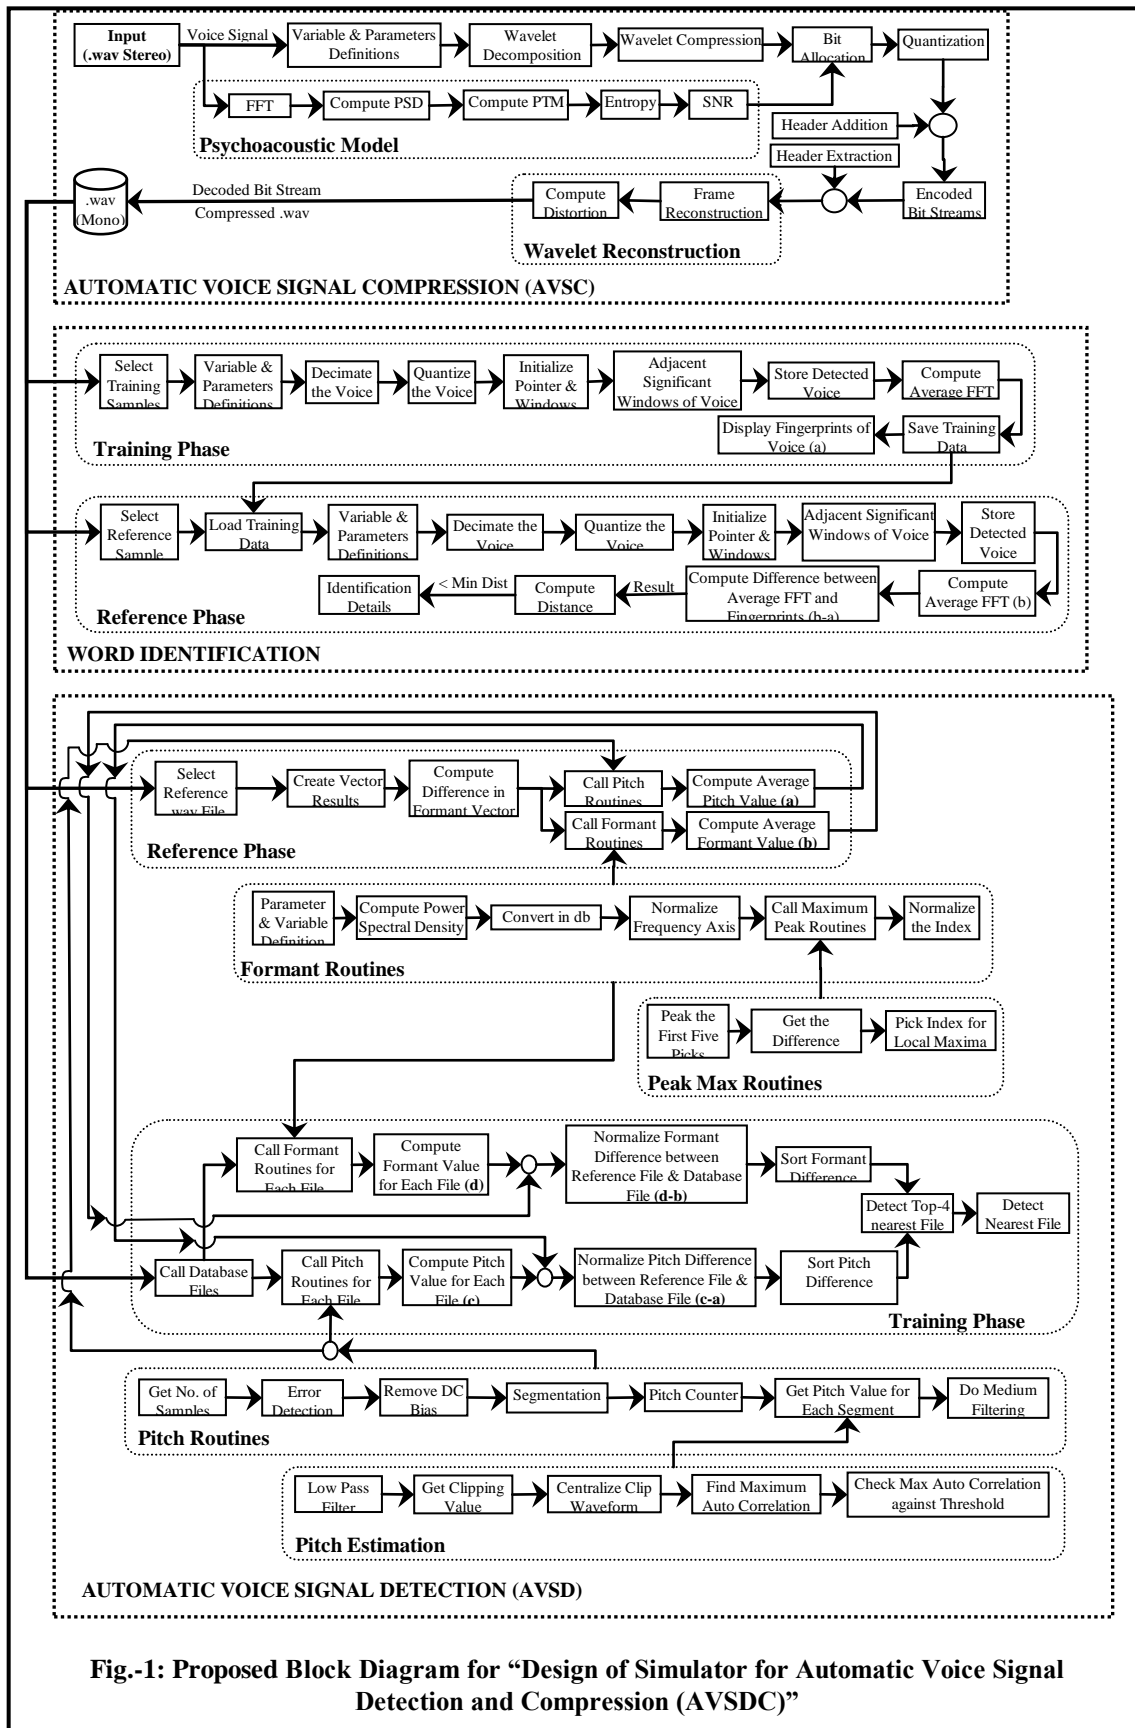 Input
(.wav Stereo)
Voice Signal
Variable & Parameters
Definitions
Wavelet
Decomposition
Wavelet Compression
Bit
Allocation
Quantization
FFT
Compute PSD
Compute PTM
Entropy
SNR
Psychoacoustic Model
Header Addition
Header Extraction
Encoded
Bit Streams
Frame
Reconstruction
Compute
Distortion
Wavelet Reconstruction
Decoded Bit Stream
Compressed .wav
.wav
(Mono)
AUTOMATIC VOICE SIGNAL COMPRESSION (AVSC)
Select
Training
Samples
Variable &
Parameters
Definitions
Decimate
the Voice
Quantize
the Voice
Initialize
Pointer &
Windows
Adjacent
Significant
Windows of Voice
Store Detected
Voice
Compute
Average FFT
Display Fingerprints of
Voice (a)
Save Training
Data
Training Phase
Select
Reference
Sample
Load Training
Data
Variable &
Parameters
Definitions
Decimate the
Voice
Quantize the
Voice
Initialize
Pointer &
Windows
Adjacent Significant
Windows of Voice
Store
Detected
Voice
Identification
Details
< Min Dist
Compute
Distance
Result
Compute Difference between
Average FFT and
Fingerprints (b-a)
Compute
Average FFT (b)
Reference Phase
WORD IDENTIFICATION
Select
Reference
wav File
Create Vector
Results
Compute
Difference in
Formant Vector
Call Pitch
Routines
Compute Average
Pitch Value (a)
Call Formant
Routines
Compute Average
Formant Value (b)
Reference Phase
Parameter
& Variable
Definition
Compute Power
Spectral Density
Convert in db
Normalize
Frequency Axis
Call Maximum
Peak Routines
Normalize
the Index
Formant Routines
Peak the
First Five
Picks
Get the
Difference
Pick Index for
Local Maxima
Peak Max Routines
Call Formant
Routines for
Each File
Compute
Formant Value
for Each File (d)
Normalize Formant
Difference between
Reference File & Database
File (d-b)
Sort Formant
Difference
Detect Top-4
nearest File
Detect
Nearest File
Call Database
Files
Call Pitch
Routines for
Each File
Compute Pitch
Value for Each
File (c)
Normalize Pitch Difference
between Reference File &
Database File (c-a)
Sort Pitch
Difference
Training Phase
Get No. of
Samples
Error
Detection
Remove DC
Bias
Segmentation
Pitch Counter
Get Pitch Value for
Each Segment
Do Medium
Filtering
Pitch Routines
Low Pass
Filter
Get Clipping
Value
Centralize Clip
Waveform
Find Maximum
Auto Correlation
Check Max Auto Correlation
against Threshold
Pitch Estimation
AUTOMATIC VOICE SIGNAL DETECTION (AVSD)
Fig.-1: Proposed Block Diagram for “Design of Simulator for Automatic Voice Signal
Detection and Compression (AVSDC)”